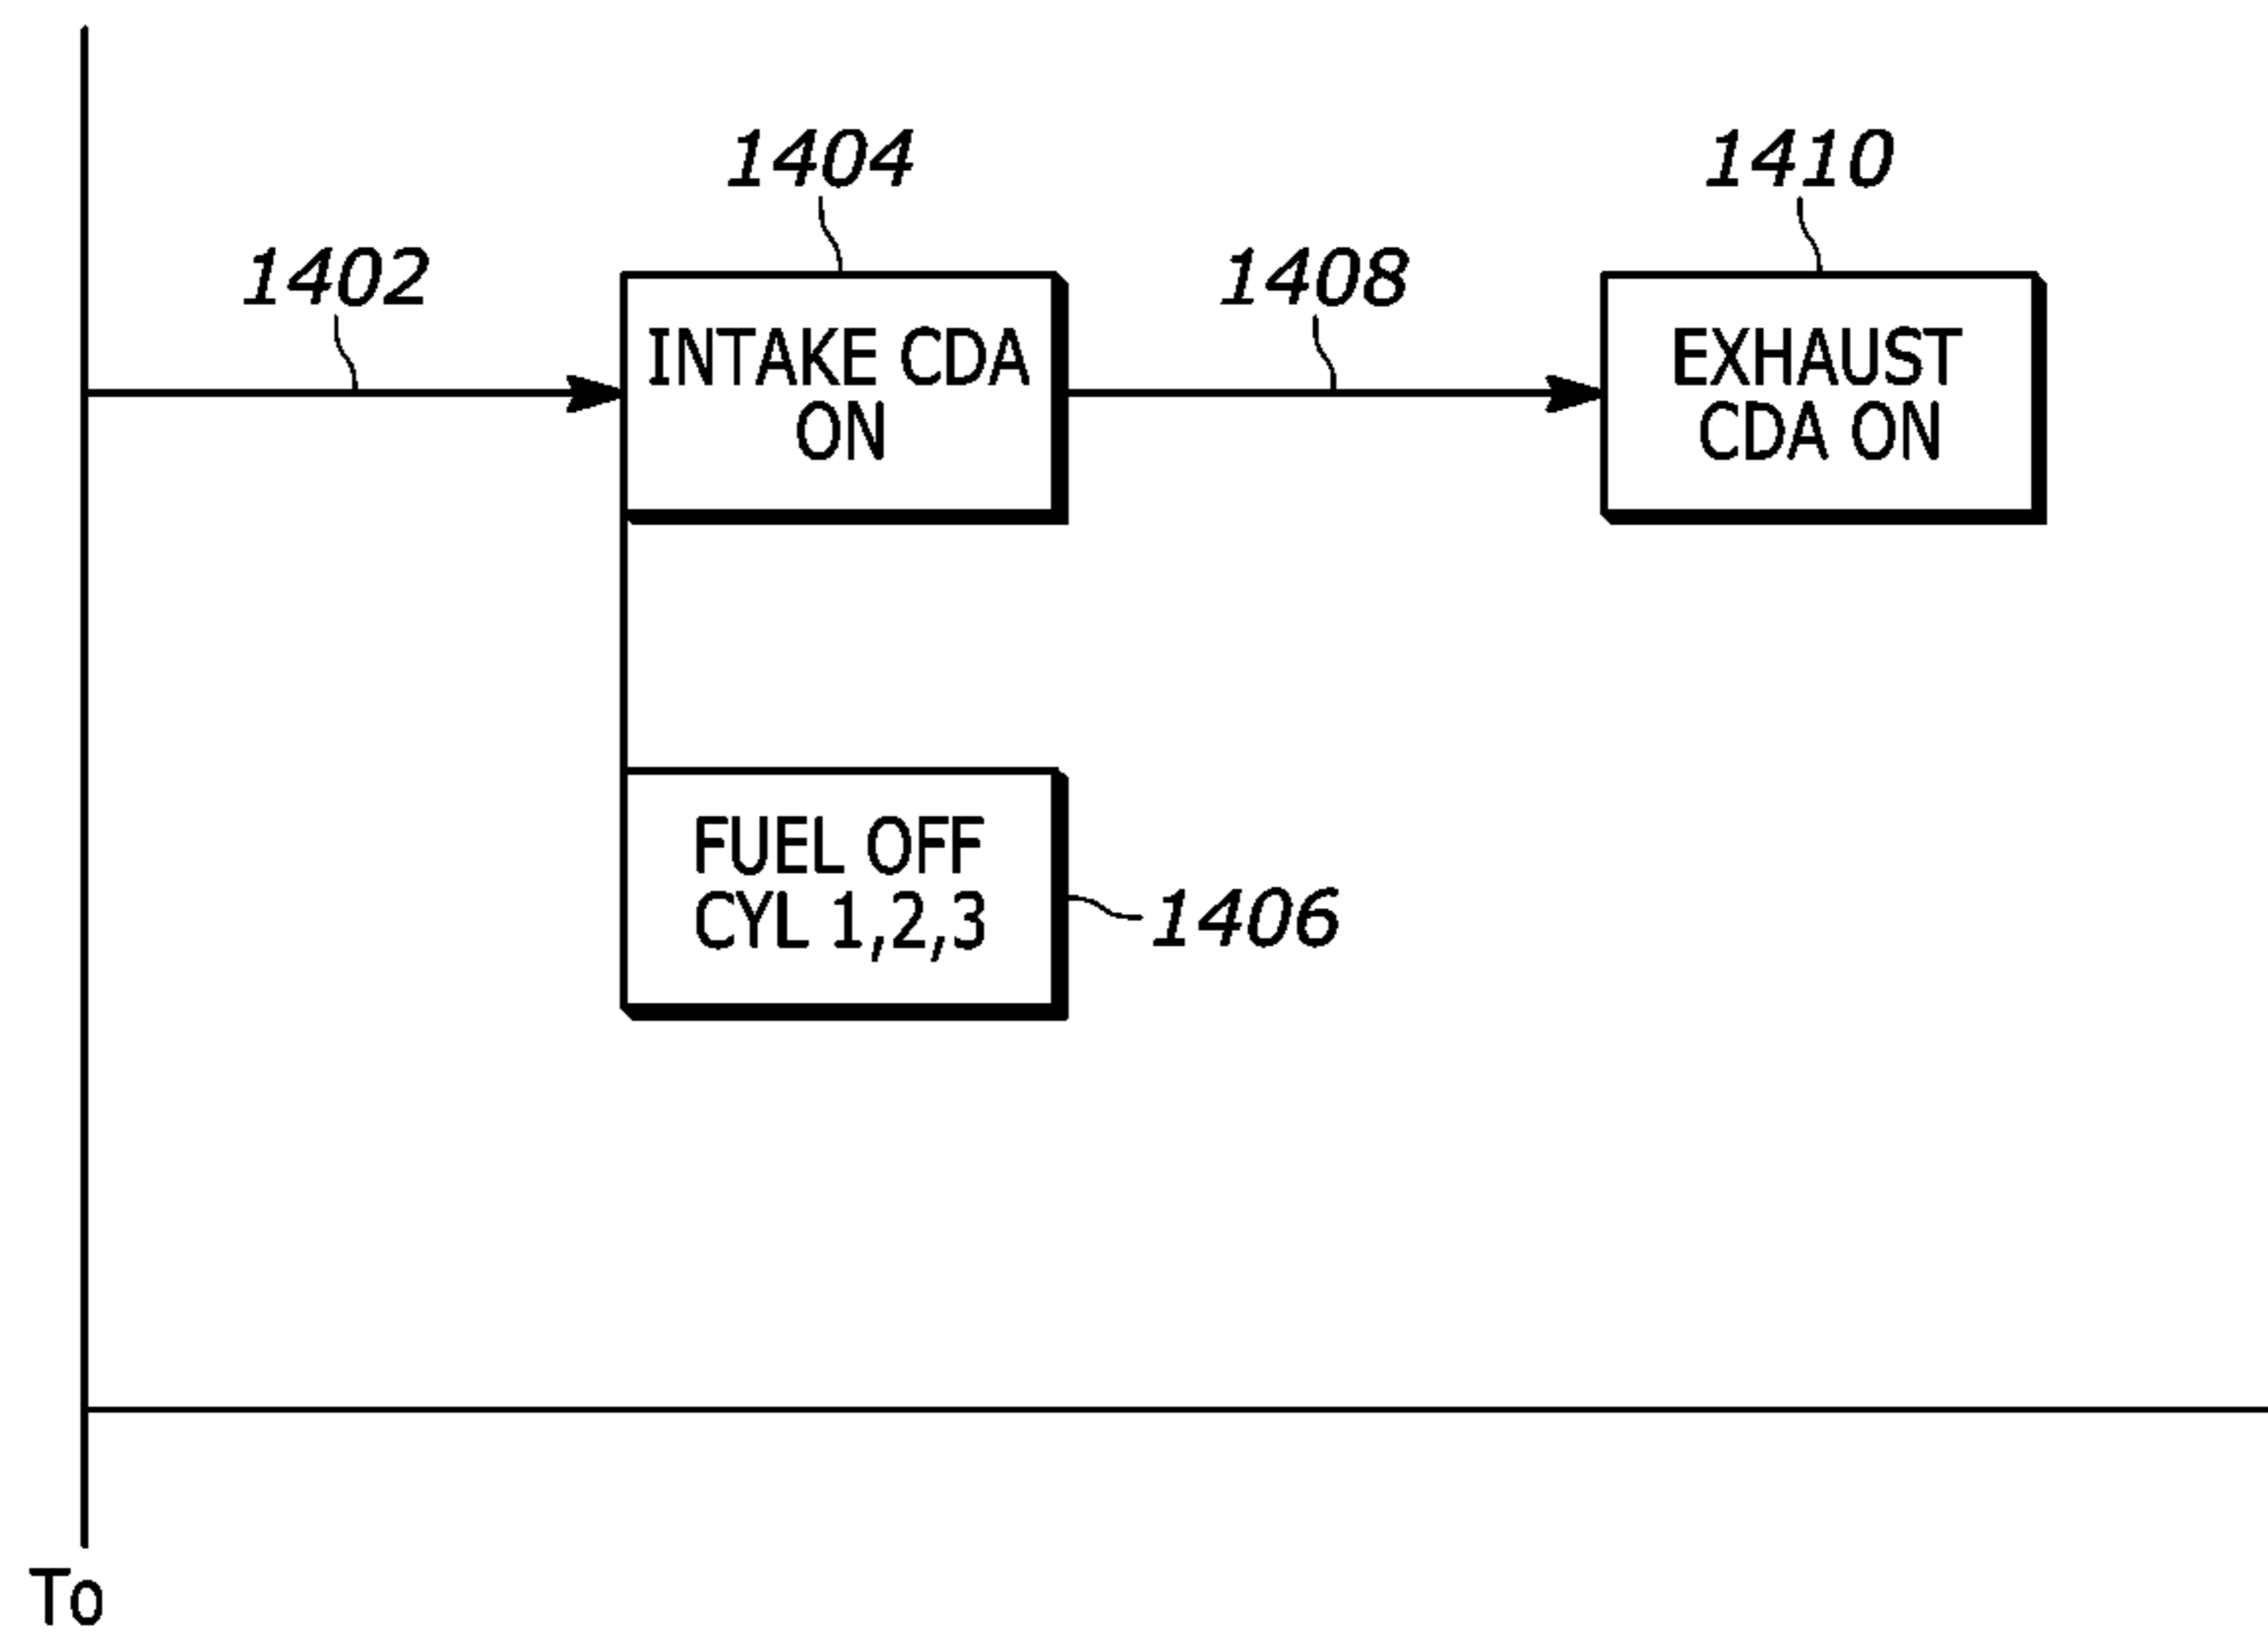 1404
1410
1402
1408
INTAKE CDA
ON
EXHAUST
CDA ON
FUEL OFF
CYL 1,2,3
1406
To